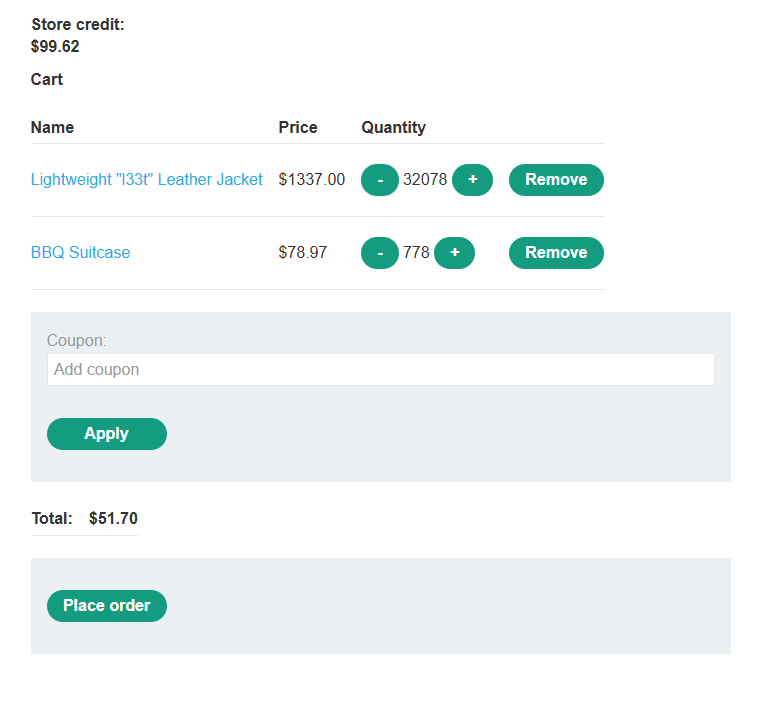 Store credit:
$99.62
Cart
Name Price Quantity
Lightweight "l33t" Leather Jacket $1337.00 - 32078 + Remove
BBQ Suitcase $78.97 - 778 + Remove
Coupon:
Add coupon
Apply
Total: $51.70
Place order